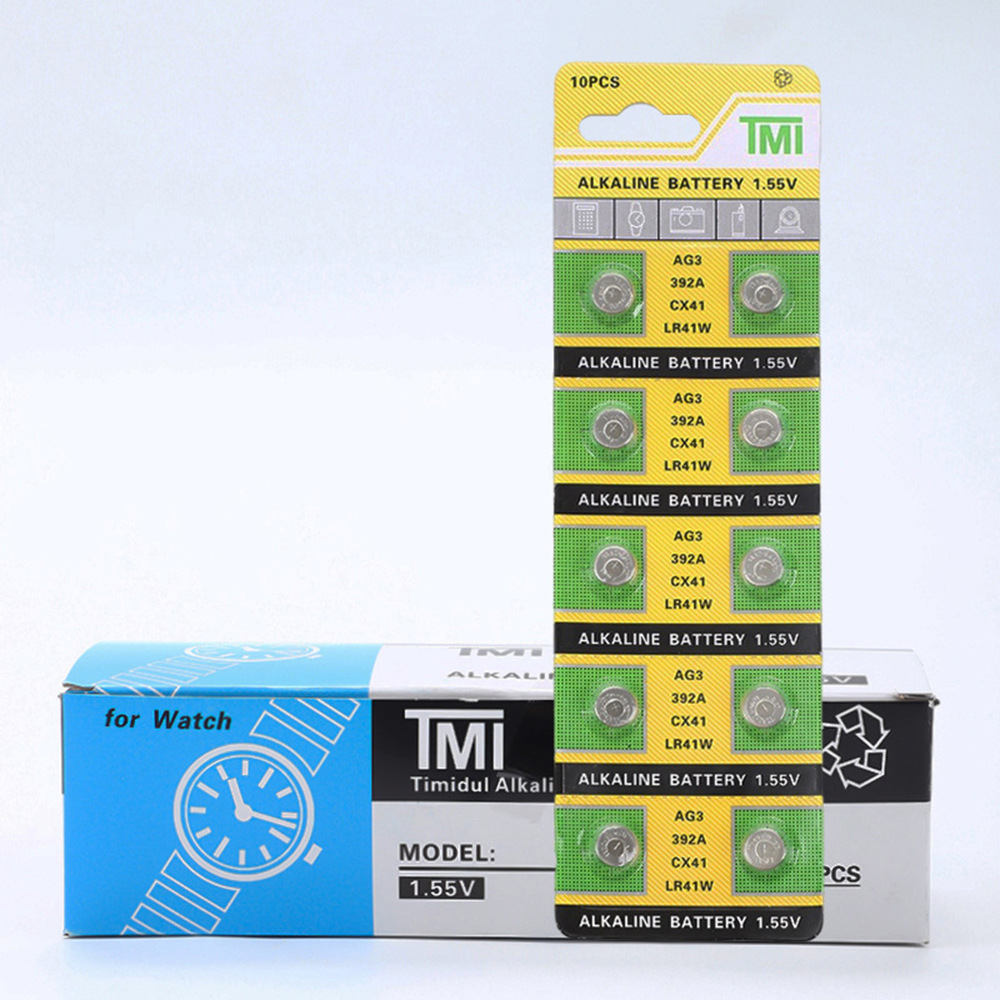 10PCS
TMI
ALKALINE BATTERY 1.55V
AG3
392A
CX41
LR41W
ALKALINE BATTERY 1.55V
AG3
392A
CX41
LR41W
ALKALINE BATTERY 1.55V
AG3
392A
CX41
LR41W
ALKALINE BATTERY 1.55V
AG3
392A
CX41
LR41W
ALKALINE BATTERY 1.55V
AG3
392A
CX41
LR41W
ALKALINE BATTERY 1.55V
TMI
for Watch
TMI
Timidul Alkali
MODEL:
1.55V
PCS